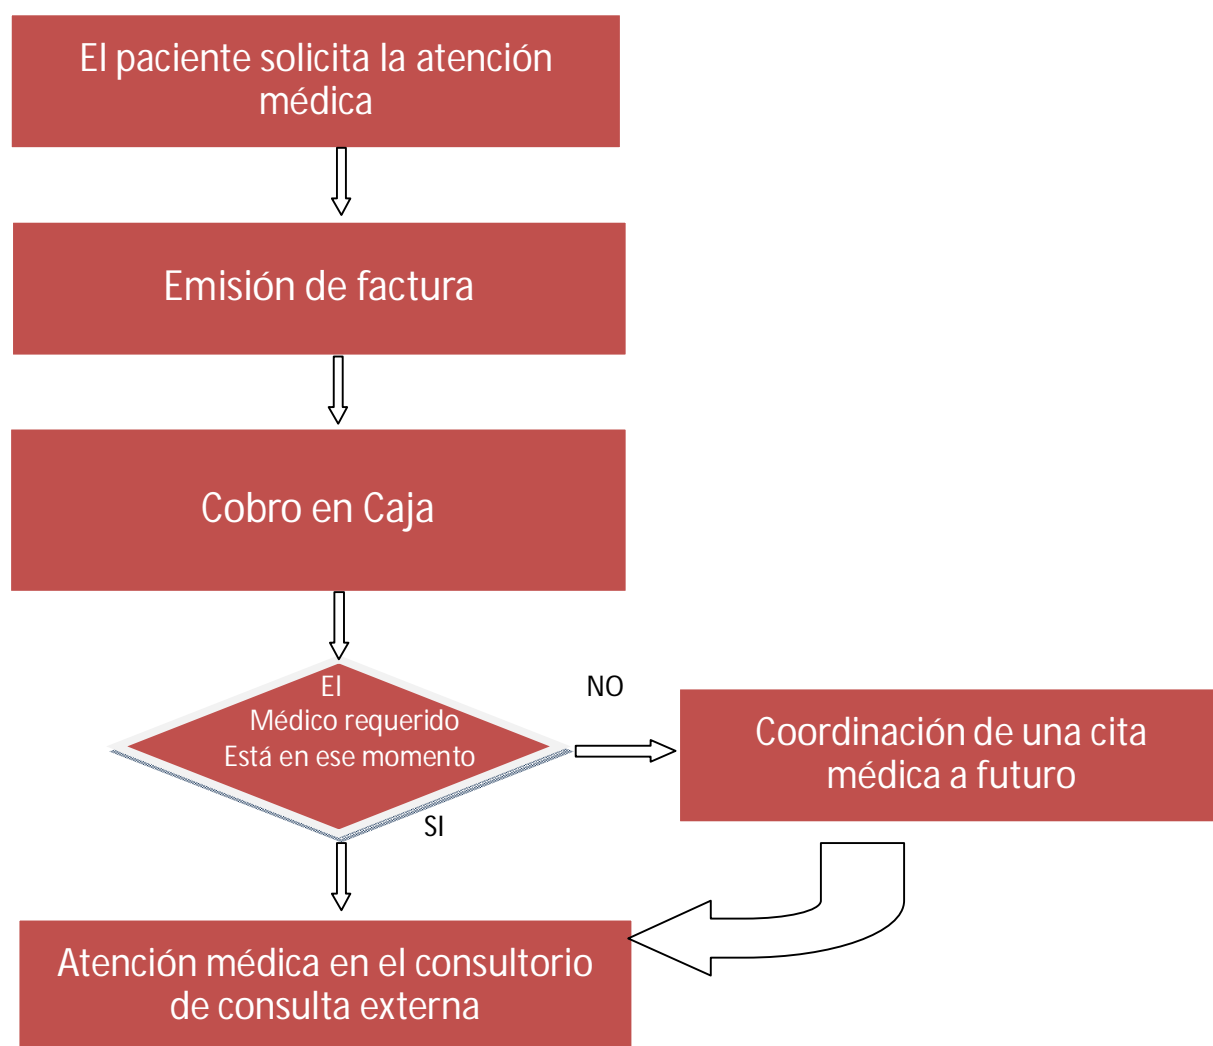 El paciente solicita la atención
médica
Emisión de factura
Cobro en Caja
El
Médico requerido
Está en ese momento
NO
Coordinación de una cita
médica a futuro
SI
Atención médica en el consultorio
de consulta externa